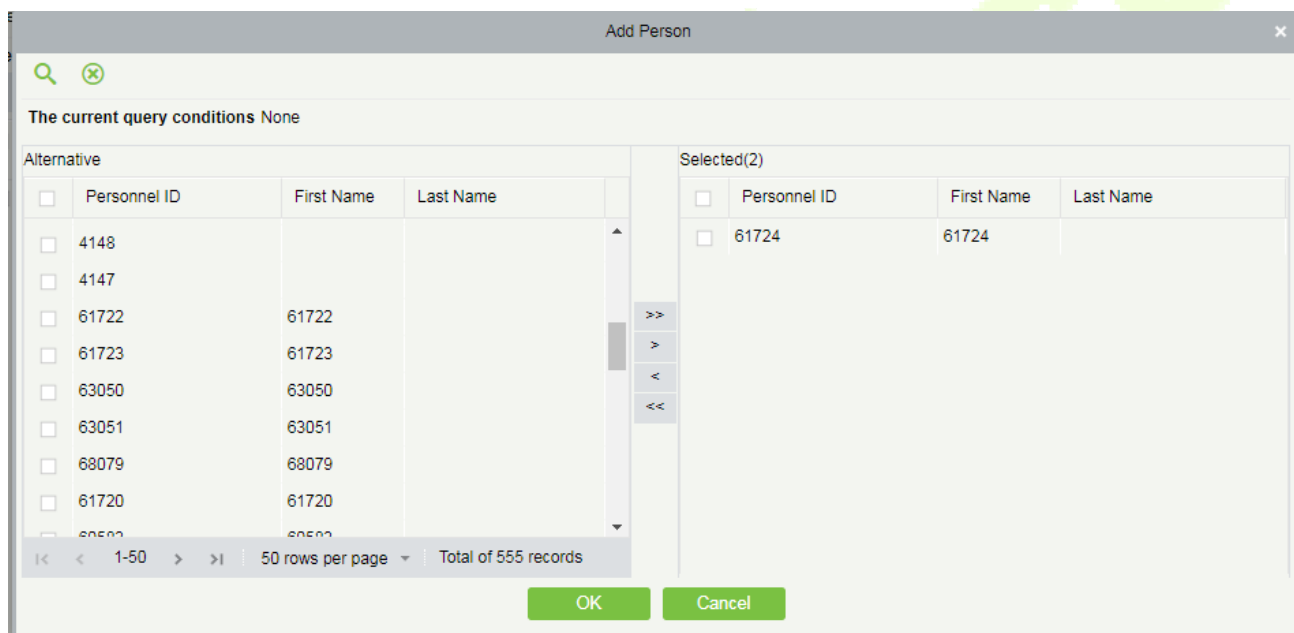 Add Person
The current query conditions None
Alternative
Personnel ID First Name Last Name
4148
4147
61722 61722
61723 61723
63050 63050
63051 63051
68079 68079
61720 61720
1-50 50 rows per page Total of 555 records
>>
>
<
<<
Selected(2)
Personnel ID First Name Last Name
61724 61724
OK Cancel